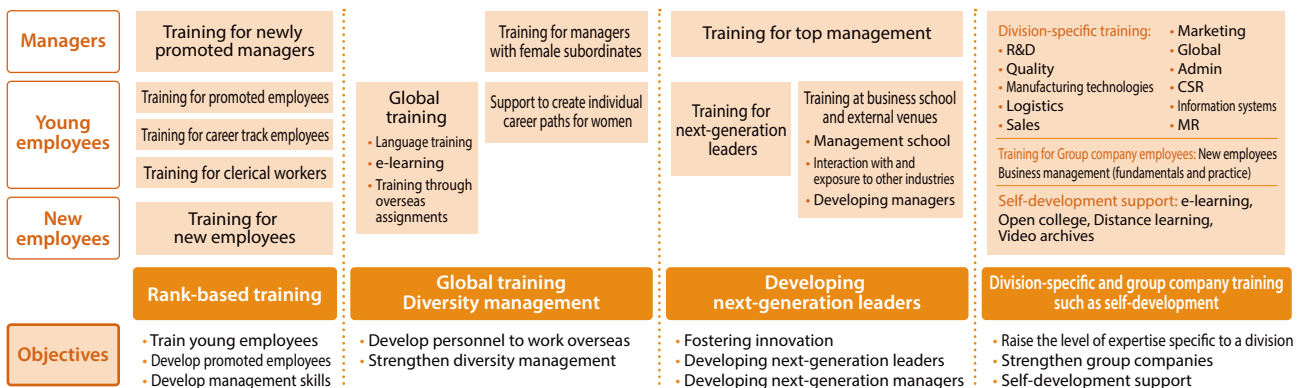 Managers
Young
employees
New
employees
Training for newly
promoted managers
Training for promoted employees
Training for career track employees
Training for clerical workers
Training for
new employees
Global
training
• Language training
• e-learning
• Training through
overseas
assignments
Training for managers
with female subordinates
Support to create individual
career paths for women
Training for top management
Training for
next-generation
leaders
Training at business school
and external venues
• Management school
• Interaction with and
exposure to other industries
• Developing managers
Division-specific training:
• R&D
• Quality
• Manufacturing technologies
• Logistics
• Sales
• Marketing
• Global
• Admin
• CSR
• Information systems
• MR
Training for Group company employees: New employees
Business management (fundamentals and practice)
Self-development support: e-learning,
Open college, Distance learning,
Video archives
Rank-based training
Global training
Diversity management
Developing
next-generation leaders
Division-specific and group company training
such as self-development
Objectives
• Train young employees
• Develop promoted employees
• Develop management skills
• Develop personnel to work overseas
• Strengthen diversity management
• Fostering innovation
• Developing next-generation leaders
• Developing next-generation managers
• Raise the level of expertise specific to a division
• Strengthen group companies
• Self-development support